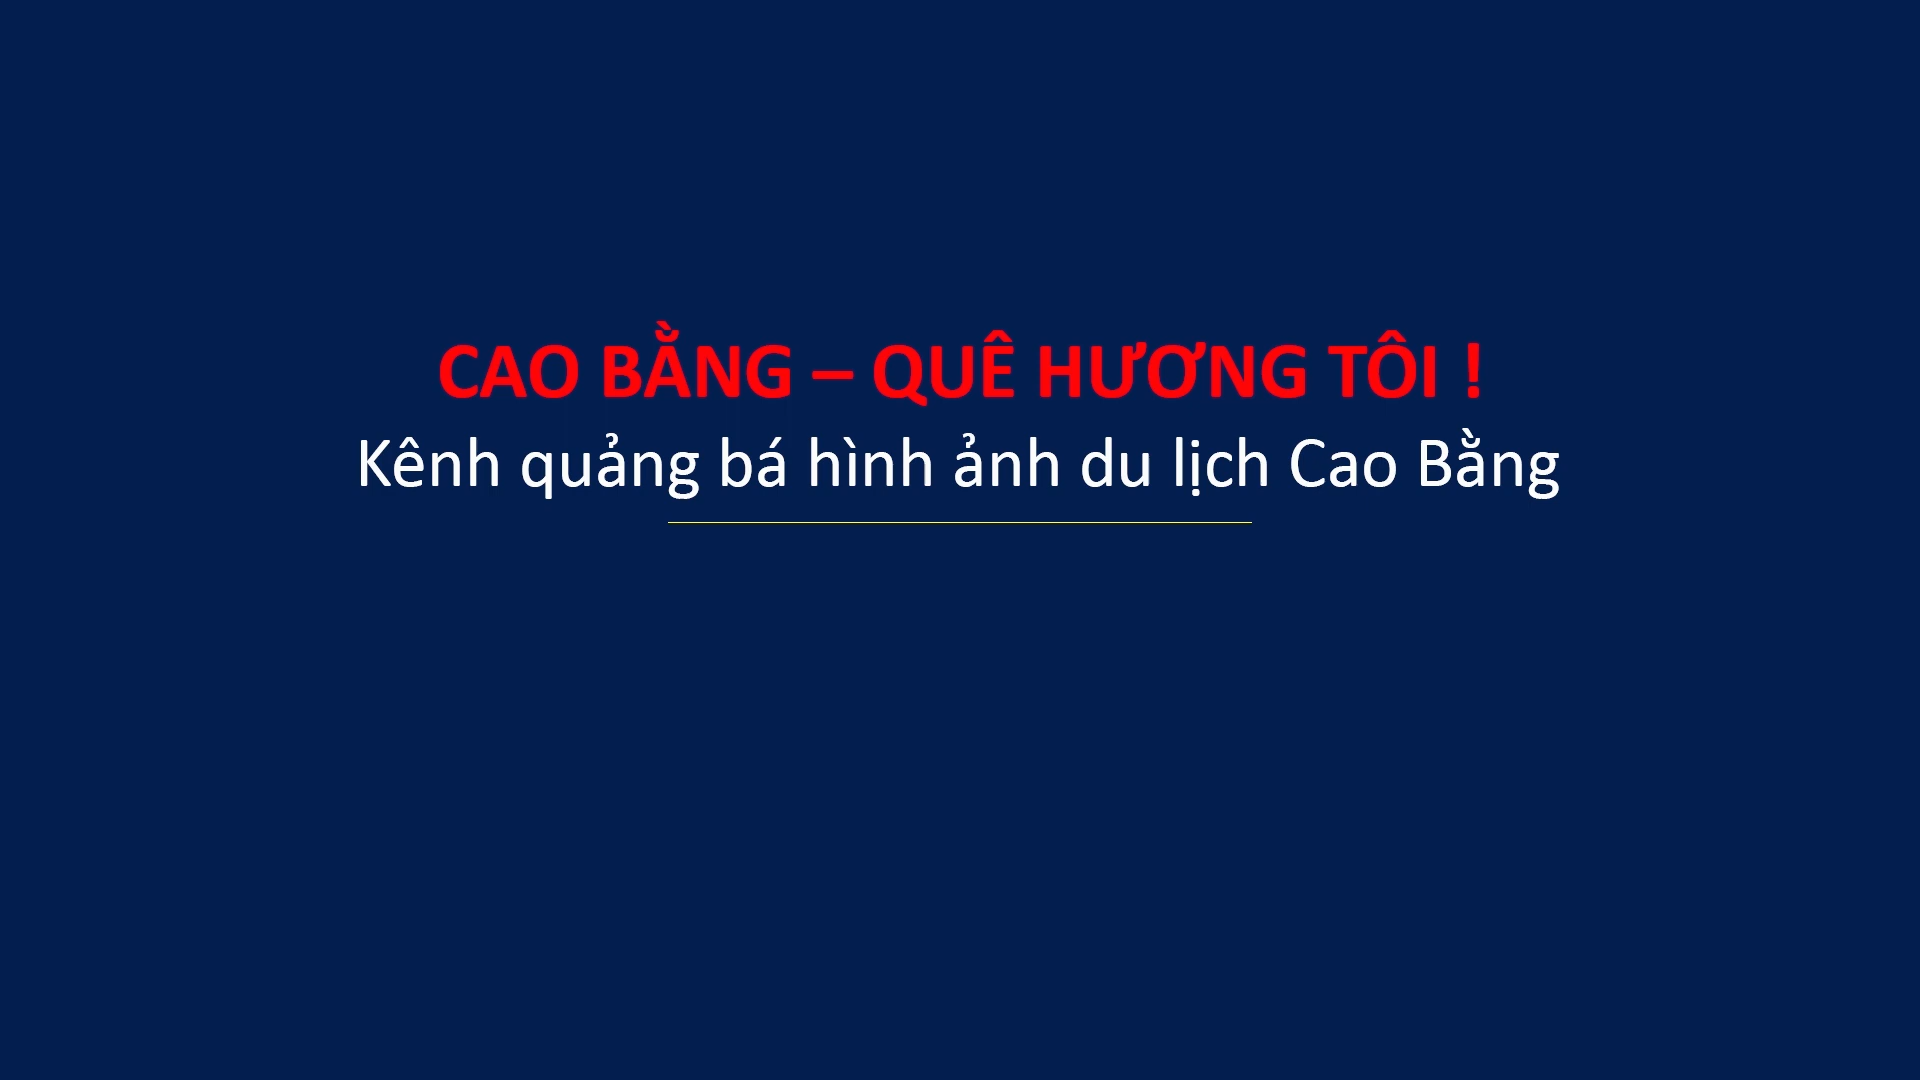 CAO BẰNG – QUÊ HƯƠNG TÔI !
Kênh quảng bá hình ảnh du lịch Cao Bằng